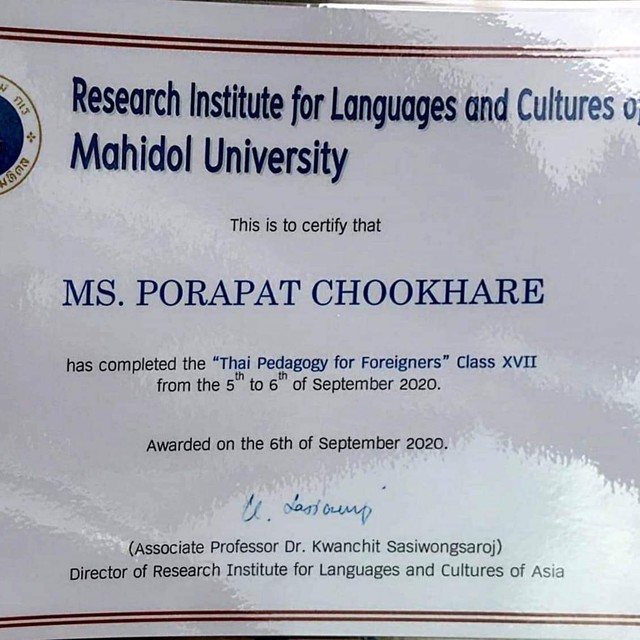 Research Institute for Languages and Cultures of
Mahidol University
This is to certify that
MS. PORAPAT CHOOKHARE
has completed the "Thai Pedagogy for Foreigners" Class XVII
from the 5th to 6th of September 2020.
Awarded on the 6th of September 2020.
(Associate Professor Dr. Kwanchit Sasiwongsaroj)
Director of Research Institute for Languages and Cultures of Asia